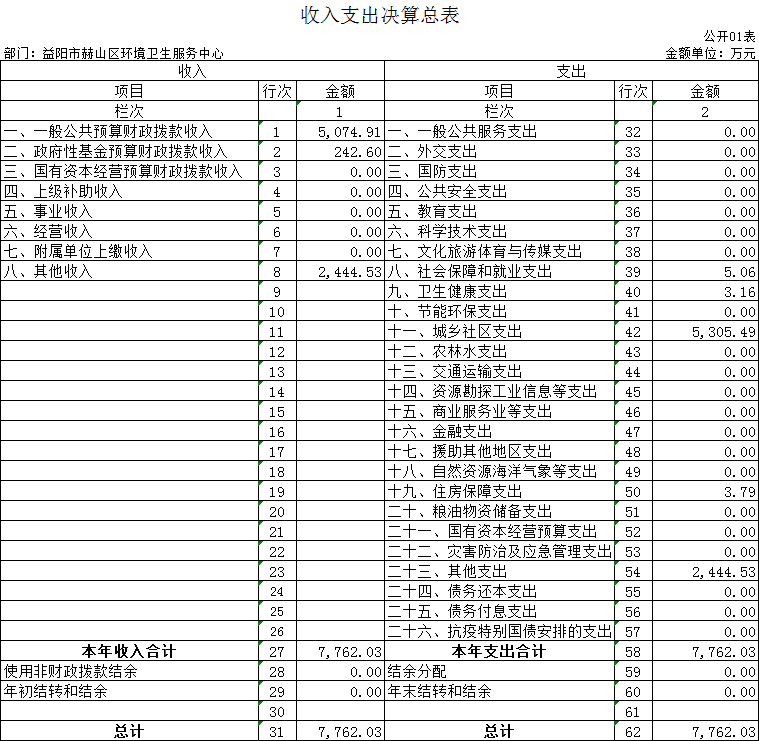 收入支出决算总表
公开01表
部门：益阳市赫山区环境卫生服务中心 金额单位：万元
收入 支出
项目 行次 金额 项目 行次 金额
栏次 1 栏次 2
一、一般公共预算财政拨款收入 1 5,074.91 一、一般公共服务支出 32 0.00
二、政府性基金预算财政拨款收入 2 242.60 二、外交支出 33 0.00
三、国有资本经营预算财政拨款收入 3 0.00 三、国防支出 34 0.00
四、上级补助收入 4 0.00 四、公共安全支出 35 0.00
五、事业收入 5 0.00 五、教育支出 36 0.00
六、经营收入 6 0.00 六、科学技术支出 37 0.00
七、附属单位上缴收入 7 0.00 七、文化旅游体育与传媒支出 38 0.00
八、其他收入 8 2,444.53 八、社会保障和就业支出 39 5.06
9 九、卫生健康支出 40 3.16
10 十、节能环保支出 41 0.00
11 十一、城乡社区支出 42 5,305.49
12 十二、农林水支出 43 0.00
13 十三、交通运输支出 44 0.00
14 十四、资源勘探工业信息等支出 45 0.00
15 十五、商业服务业等支出 46 0.00
16 十六、金融支出 47 0.00
17 十七、援助其他地区支出 48 0.00
18 十八、自然资源海洋气象等支出 49 0.00
19 十九、住房保障支出 50 3.79
20 二十、粮油物资储备支出 51 0.00
21 二十一、国有资本经营预算支出 52 0.00
22 二十二、灾害防治及应急管理支出 53 0.00
23 二十三、其他支出 54 2,444.53
24 二十四、债务还本支出 55 0.00
25 二十五、债务付息支出 56 0.00
26 二十六、抗疫特别国债安排的支出 57 0.00
本年收入合计 27 7,762.03 本年支出合计 58 7,762.03
使用非财政拨款结余 28 0.00 结余分配 59 0.00
年初结转和结余 29 0.00 年末结转和结余 60 0.00
30 61
总计 31 7,762.03 总计 62 7,762.03